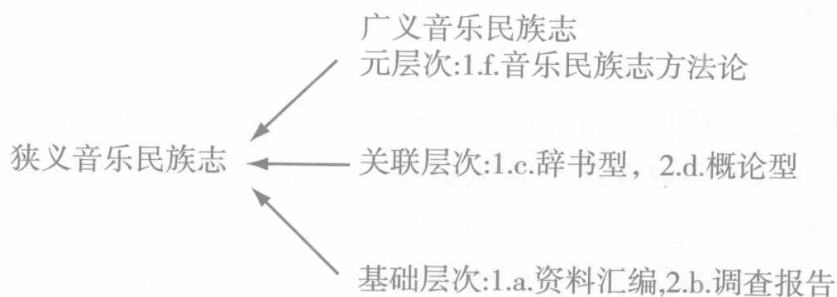 广义音乐民族志
元层次:1.f.音乐民族志方法论
狭义音乐民族志
关联层次:1.c.辞书型，2.d.概论型
基础层次:1.a.资料汇编,2.b.调查报告